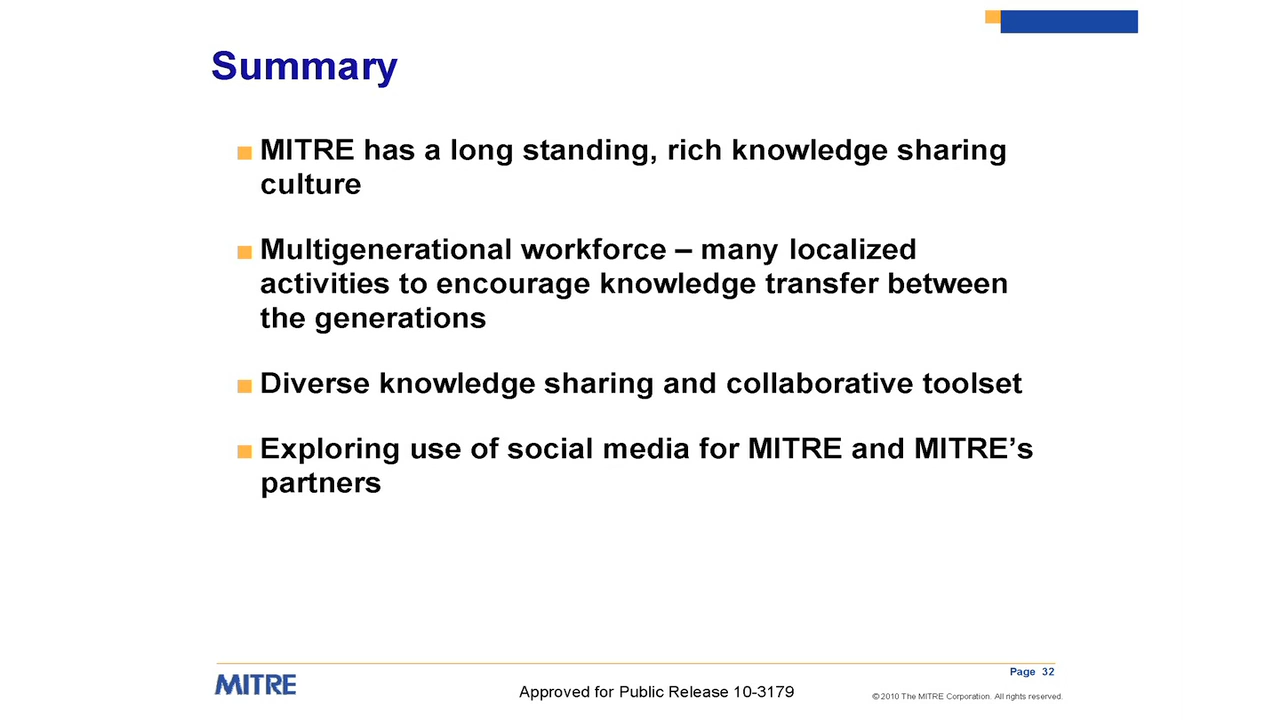 Summary
MITRE has a long standing, rich knowledge sharing
culture
Multigenerational workforce – many localized
activities to encourage knowledge transfer between
the generations
Diverse knowledge sharing and collaborative toolset
Exploring use of social media for MITRE and MITRE’s
partners
Page 32
MITRE
Approved for Public Release 10-3179
© 2010 The MITRE Corporation. All rights reserved.